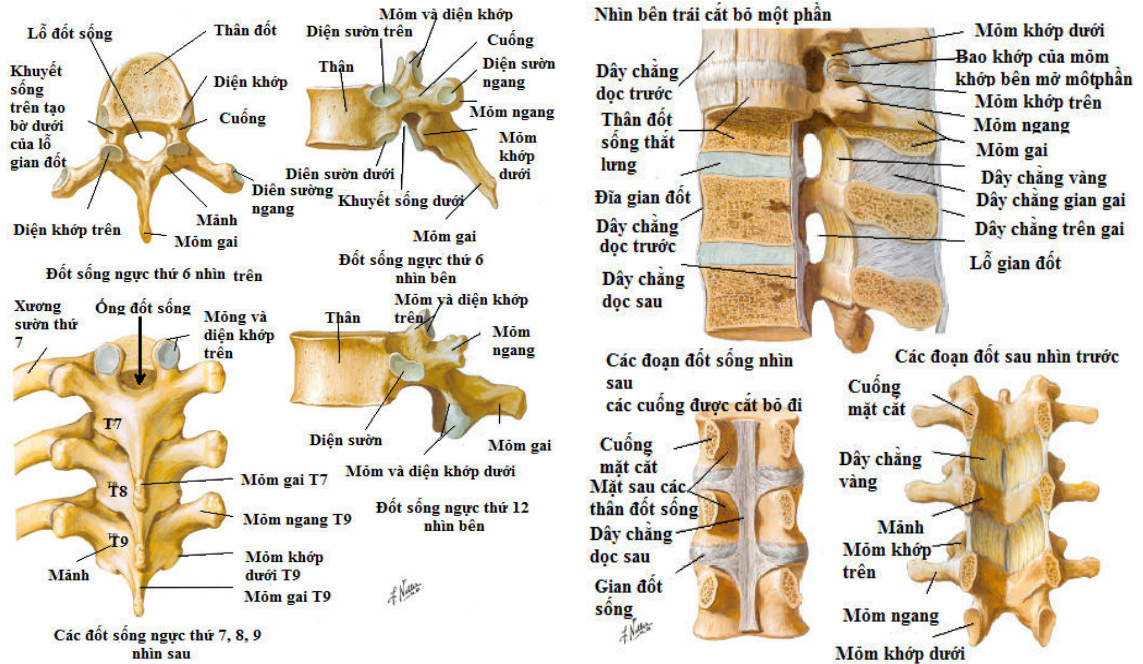 Lỗ đốt sống
Thân đốt
Khuyết
sống
trên tạo
bờ dưới
của lỗ
gian đốt
Diện khớp
Cuống
Diên sường
ngang
Mảnh
Diện khớp trên
Mỏm gai
Đốt sống ngực thứ 6 nhìn trên
Mỏm và diện khớp
Diện sườn trên
Cuống
Thân
Diện sườn
ngang
Mỏm ngang
Mỏm
khớp
dưới
Diên sườn dưới
Khuyết sống dưới
Mỏm gai
Đốt sống ngực thứ 6
nhìn bên
Xương
sườn thứ
7
Ống đốt sống
Mỏng và
diện khớp
trên
T7
T8
T9
Mỏm gai T7
Mỏm ngang T9
Mảnh
Mỏm khớp
dưới T9
Mỏm gai T9
Các đốt sống ngực thứ 7, 8, 9
nhìn sau
Mỏm và diện khớp
trên
Thân
Mỏm
ngang
Diện sườn
Mỏm gai
Mỏm và diện khớp dưới
Đốt sống ngực thứ 12
nhìn bên
Nhìn bên trái cắt bỏ một phần
Dây chằng
dọc trước
Thân đốt
sống thắt
lưng
Đĩa gian đốt
Dây chằng
dọc trước
Dây chằng
dọc sau
Mỏm khớp dưới
Bao khớp của mỏm
khớp bên mở mộtphần
Mỏm khớp trên
Mỏm ngang
Mỏm gai
Dây chằng vàng
Dây chằng gian gai
Dây chằng trên gai
Lỗ gian đốt
Các đoạn đốt sống nhìn
sau
các cuống được cắt bỏ đi
Cuống
mặt cắt
Mặt sau các
thân đốt sống
Dây chằng
dọc sau
Gian đốt
sống
Các đoạn đốt sau nhìn trước
Cuống
mặt cắt
Dây chằng
vàng
Mảnh
Mỏm khớp
trên
Mỏm ngang
Mỏm khớp dưới